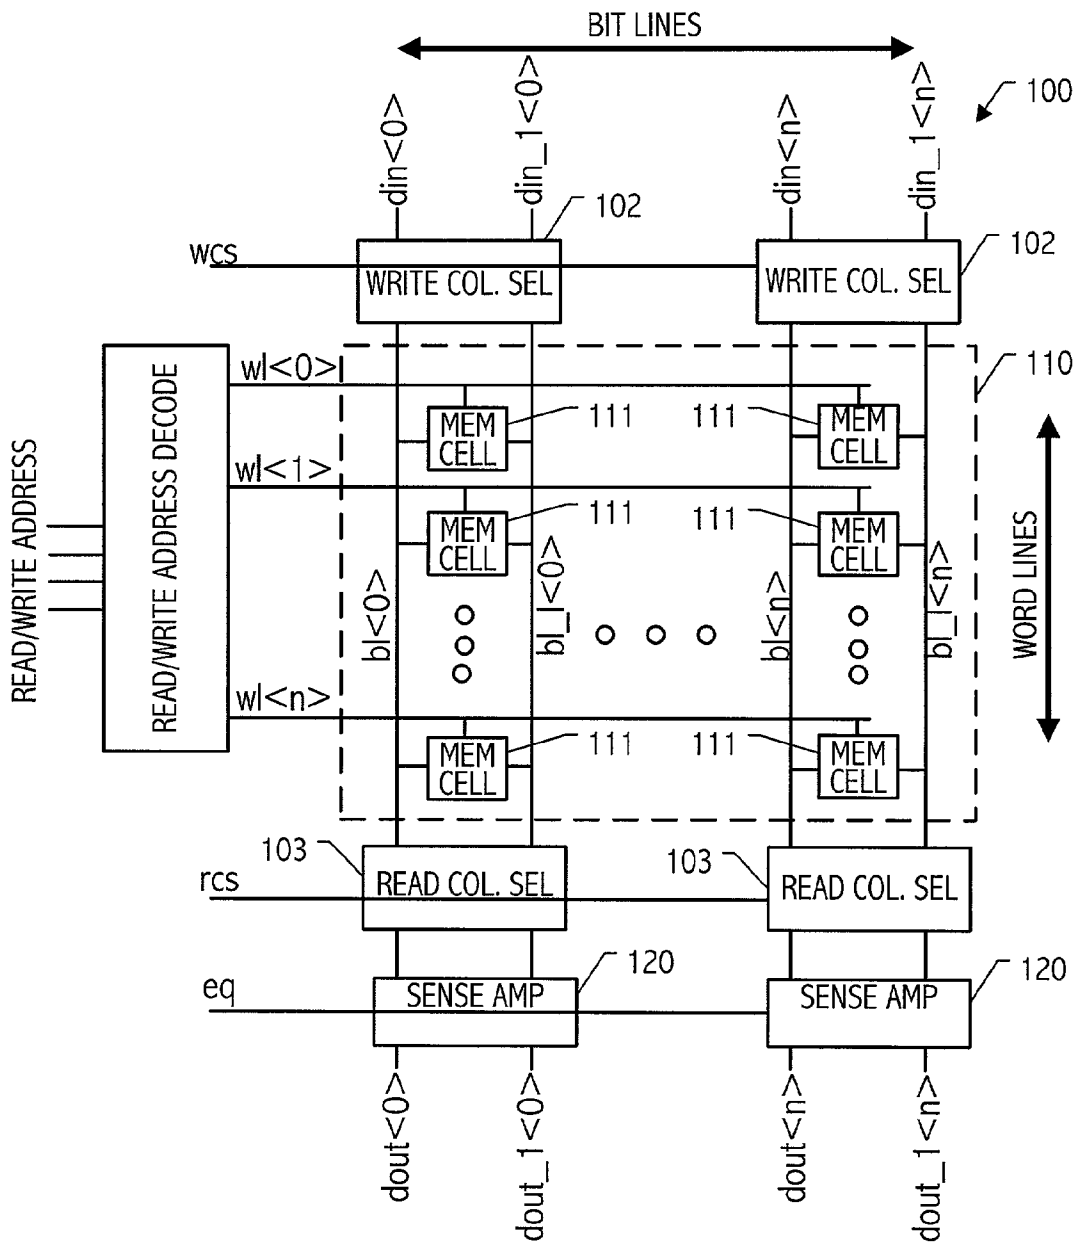 BIT LINES
100
din<0>
din_1<0>
din<n>
din_1<n>
102
102
wcs
WRITE COL. SEL
WRITE COL. SEL
110
READ/WRITE ADDRESS
READ/WRITE ADDRESS DECODE
wl<0>
MEM CELL
111
111
MEM CELL
wl<1>
MEM CELL
111
111
MEM CELL
bl<0>
bl_l<0>
bl<n>
bl_l<n>
WORD LINES
wl<n>
MEM CELL
111
111
MEM CELL
103
103
rcs
READ COL. SEL
READ COL. SEL
120
120
eq
SENSE AMP
SENSE AMP
dout<0>
dout_1<0>
dout<n>
dout_1<n>